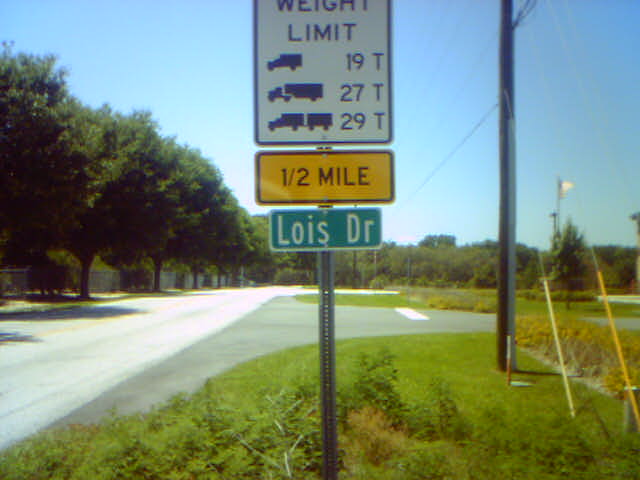 WEIGHT
LIMIT
19 T
27 T
29 T
1/2 MILE
Lois Dr